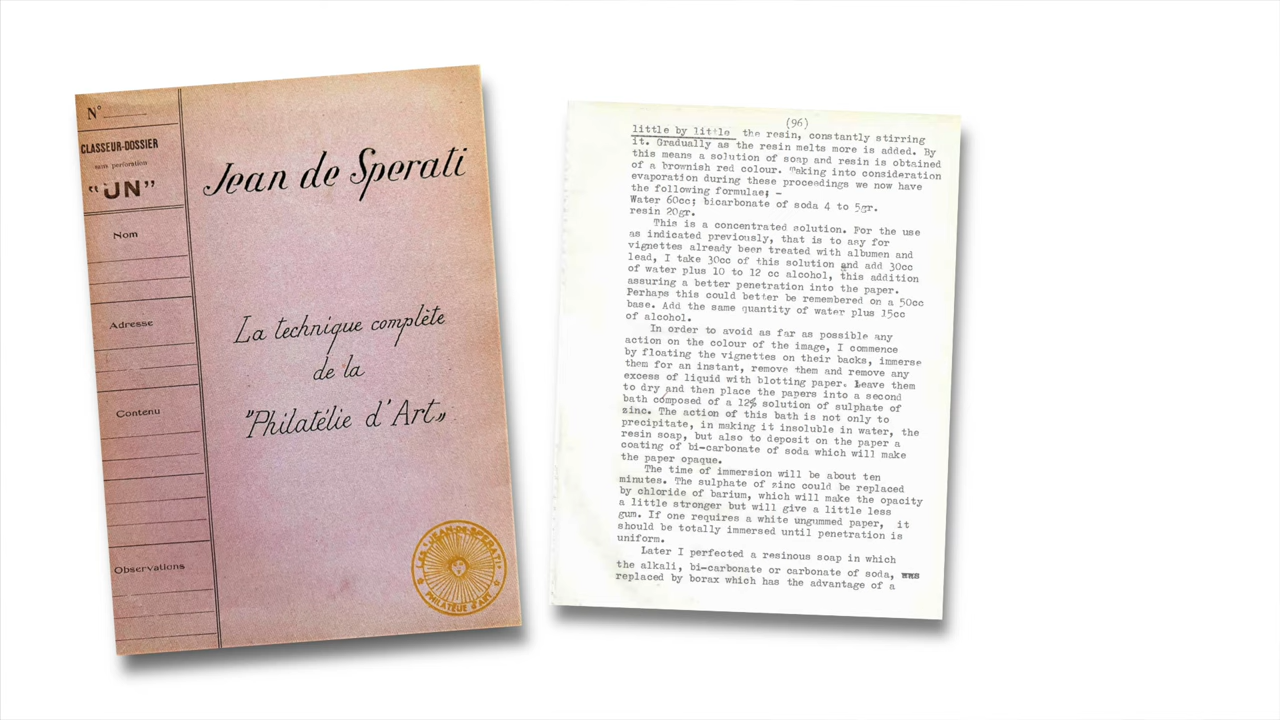 N°
CLASSEUR-DOSSIER
sans perforation
"UN"
Nom
Adresse
Contenu
Observations
Jean de Sperati
La technique complète
de la
"Philatélie d'Art"
LES "JEAN-DE-SPERATI"
PHILATÉLIE D'ART
(96)
little by little the resin, constantly stirring
it. Gradually as the resin melts more is added. By
this means a solution of soap and resin is obtained
of a brownish red colour. Taking into consideration
evaporation during these proceedings we now have
the following formulae; -
Water 60cc; bicarbonate of soda 4 to 5gr.
resin 20gr.
This is a concentrated solution. For the use
as indicated previously, that is to asy for
vignettes already been treated with albumen and
lead, I take 30cc of this solution and add 30cc
of water plus 10 to 12 cc alcohol, this addition
assuring a better penetration into the paper.
Perhaps this could better be remembered on a 50cc
base. Add the same quantity of water plus 15cc
of alcohol.
In order to avoid as far as possible any
action on the colour of the image, I commence
by floating the vignettes on their backs, immerse
them for an instant, remove them and remove any
excess of liquid with blotting paper. Leave them
to dry and then place the papers into a second
bath composed of a 12% solution of sulphate of
zinc. The action of this bath is not only to
precipitate, in making it insoluble in water, the
resin soap, but also to deposit on the paper a
coating of bi-carbonate of soda which will make
the paper opaque.
The time of immersion will be about ten
minutes. The sulphate of zinc could be replaced
by chloride of barium, which will make the opacity
a little stronger but will give a little less
gum. If one requires a white ungummed paper, it
should be totally immersed until penetration is
uniform.
Later I perfected a resinous soap in which
the alkali, bi-carbonate or carbonate of soda,
replaced by borax which has the advantage of a